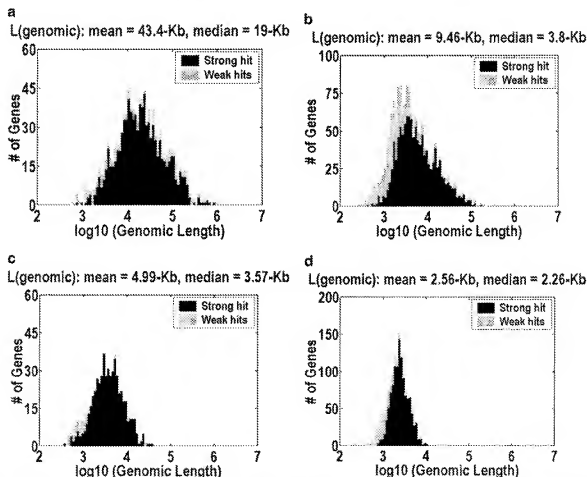 a
L(genomic): mean = 43.4-Kb, median = 19-Kb
60
45
30
15
0
# of Genes
Strong hit
Weak hits
2 3 4 5 6 7
log10 (Genomic Length)
b
L(genomic): mean = 9.46-Kb, median = 3.8-Kb
100
75
50
25
0
# of Genes
Strong hit
Weak hits
2 3 4 5 6 7
log10 (Genomic Length)
c
L(genomic): mean = 4.99-Kb, median = 3.57-Kb
60
45
30
15
0
# of Genes
Strong hit
Weak hits
2 3 4 5 6 7
log10 (Genomic Length)
d
L(genomic): mean = 2.56-Kb, median = 2.26-Kb
200
150
100
50
0
# of Genes
Strong hit
Weak hits
2 3 4 5 6 7
log10 (Genomic Length)